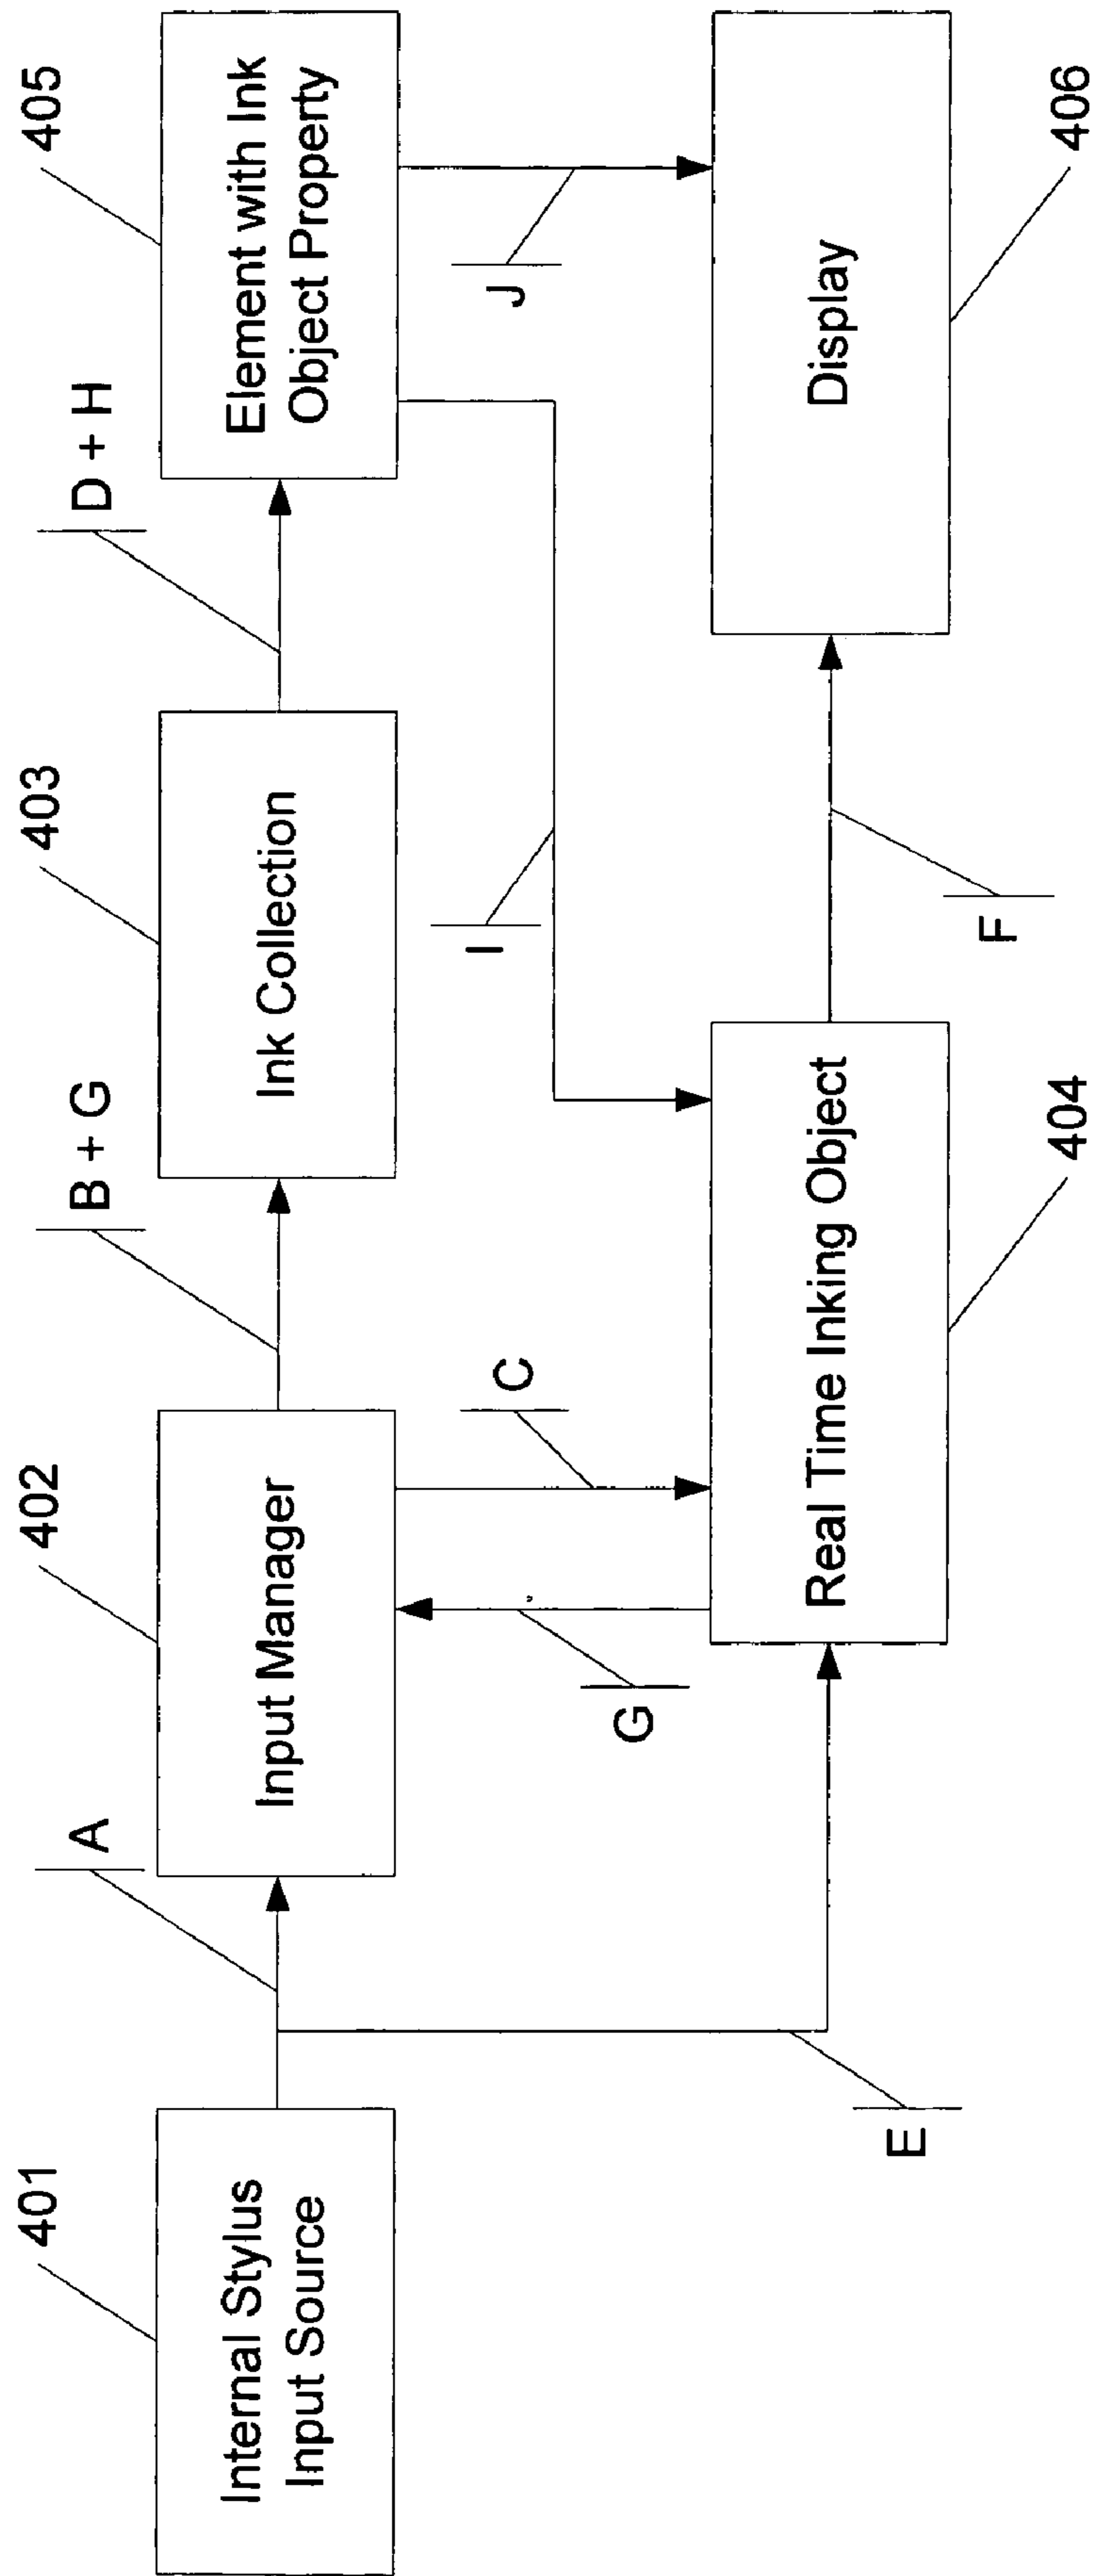 401
Internal Stylus
Input Source
A
402
Input Manager
B + G
403
Ink Collection
D + H
405
Element with Ink
Object Property
G
C
I
J
E
Real Time Inking Object
404
F
Display
406